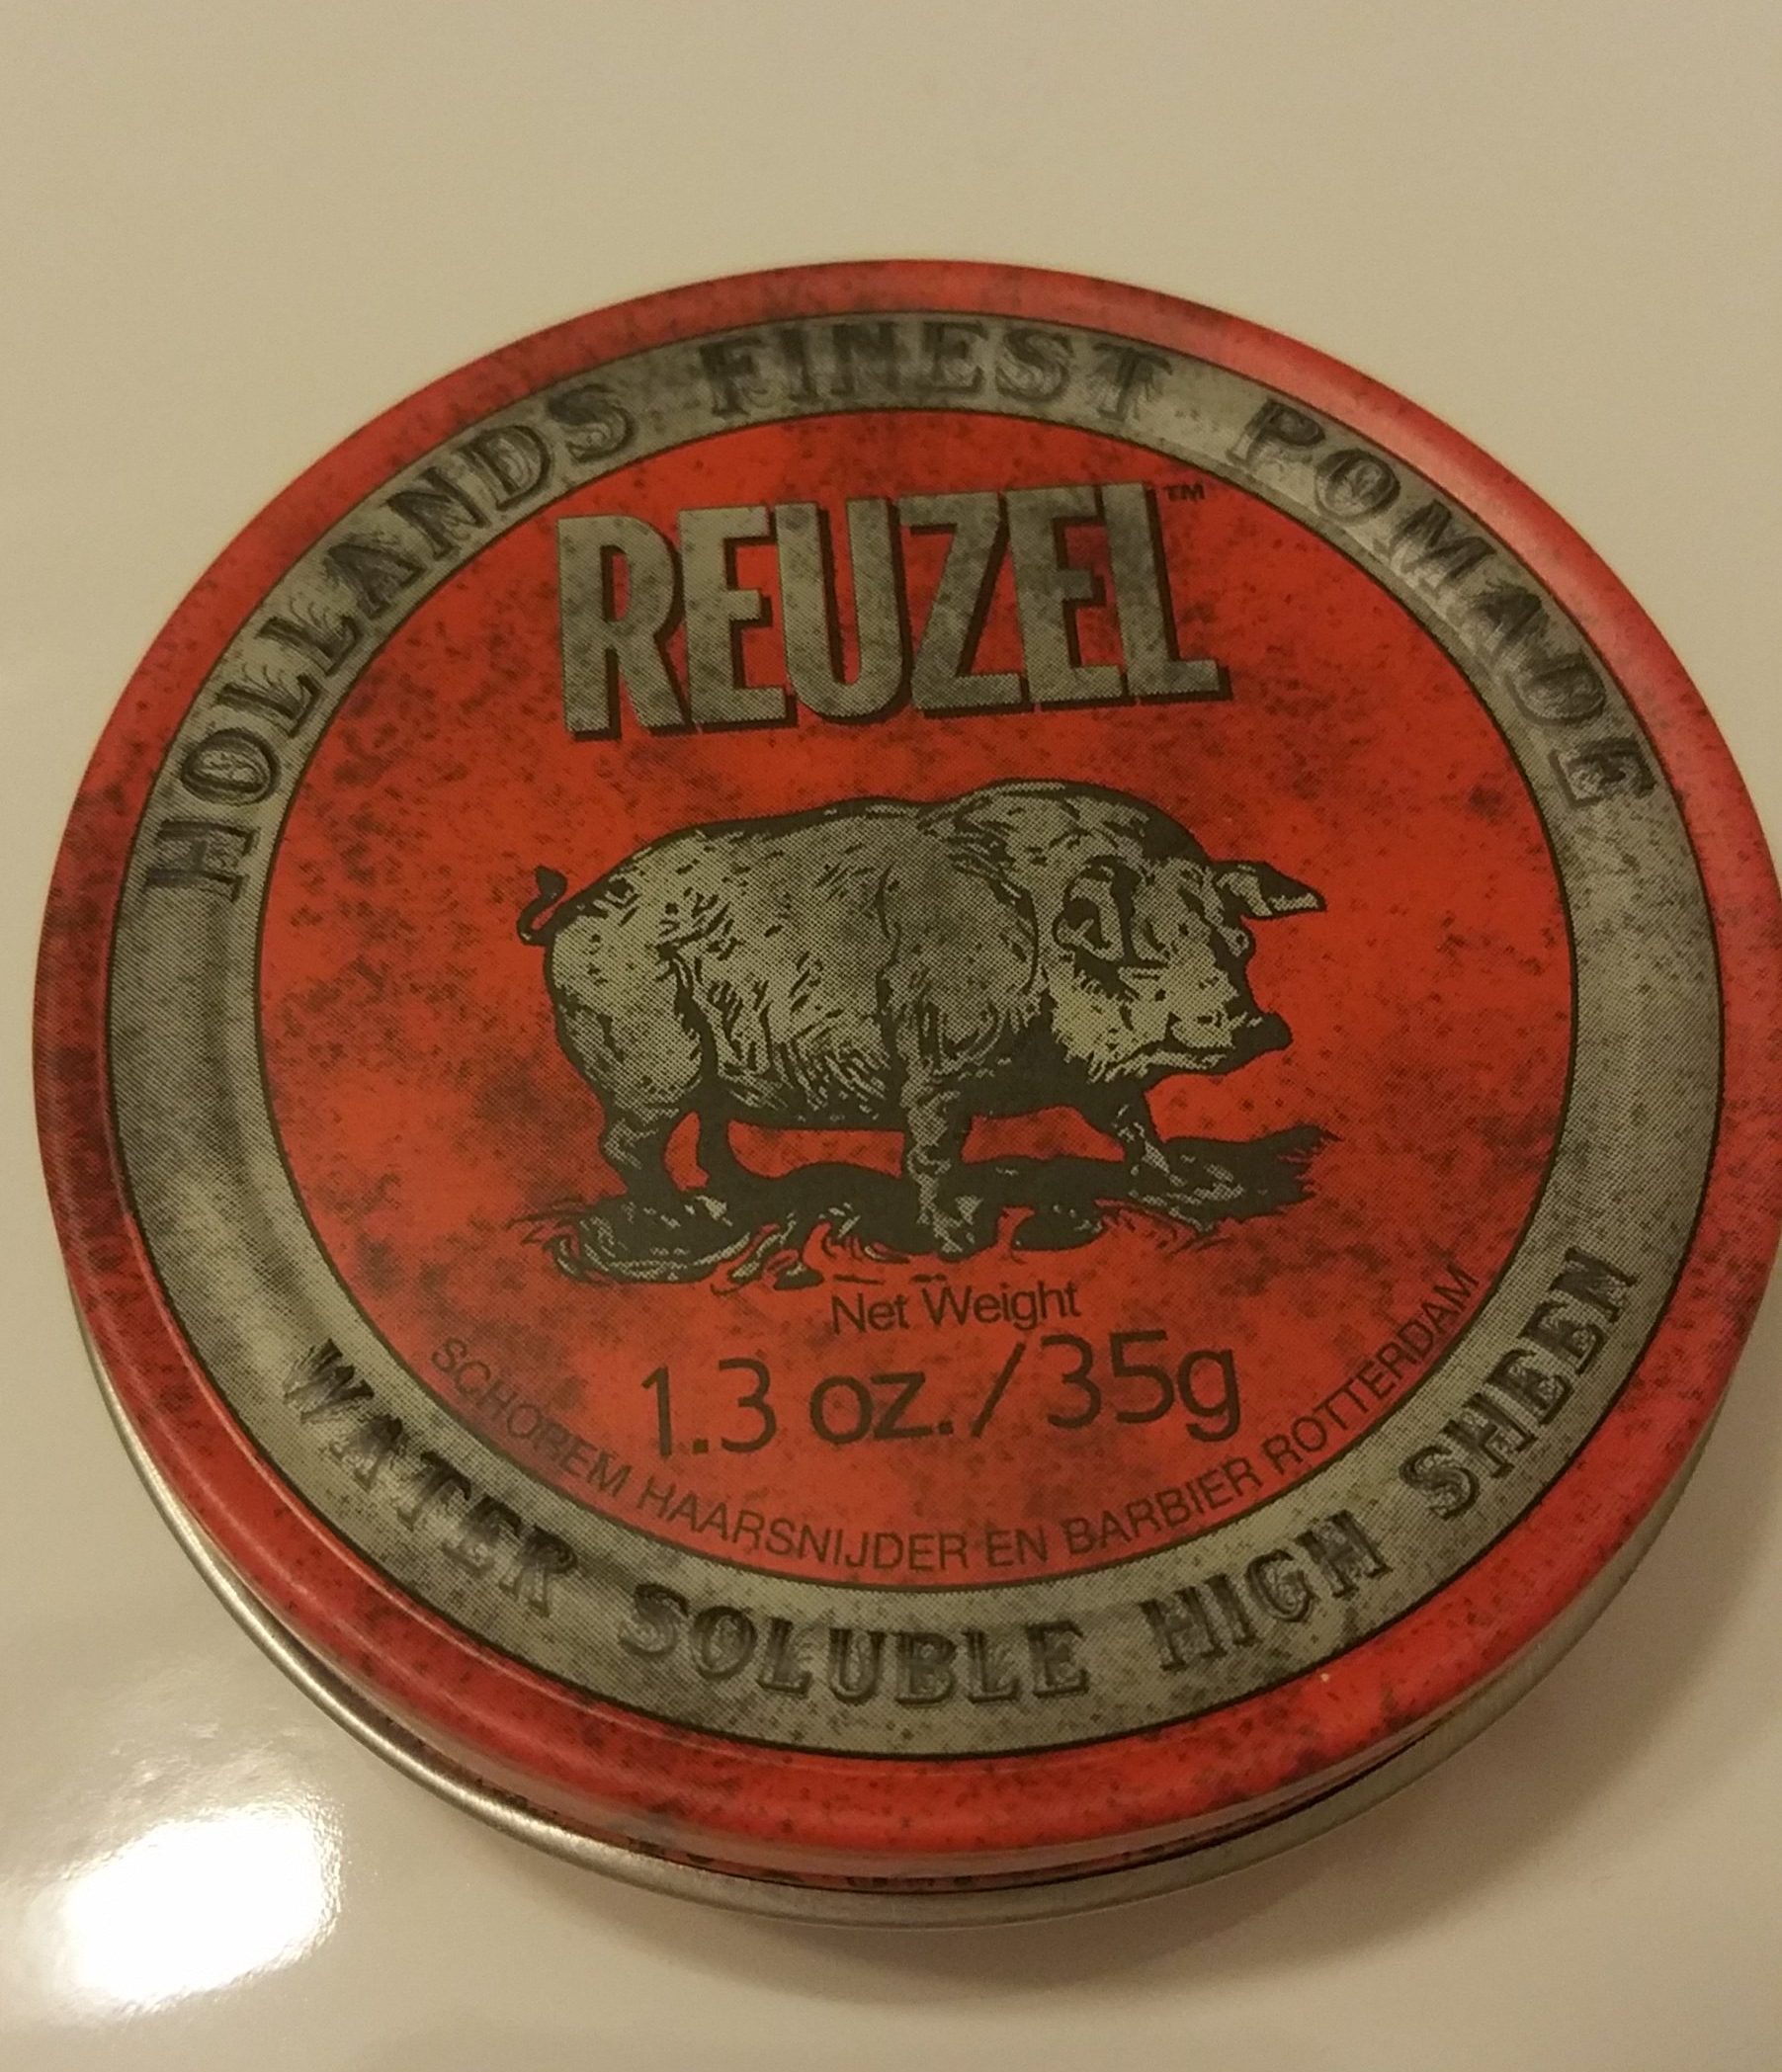 HOLLANDS FINEST POMADE
REUZEL™
Net Weight
1.3 oz./35g
SCHOREM HAARSNIJDER EN BARBIER ROTTERDAM
WATER SOLUBLE HIGH SHEEN